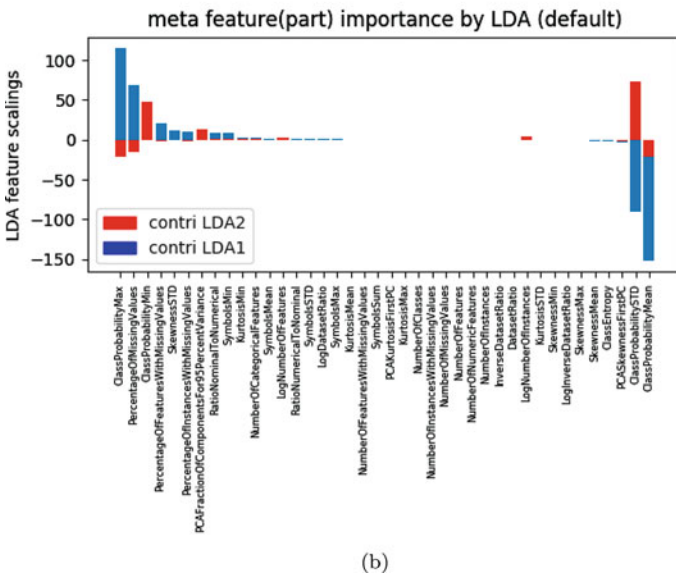 meta feature(part) importance by LDA (default)
LDA feature scalings
100
50
0
−50
−100
−150
contri LDA2
contri LDA1
ClassProbabilityMax
PercentageOfMissingValues
ClassProbabilityMin
PercentageOfFeaturesWithMissingValues
SkewnessSTD
PercentageOfInstancesWithMissingValues
PCAFractionOfComponentsFor95PercentVariance
RatioNominalToNumerical
SymbolsMin
KurtosisMin
NumberOfCategoricalFeatures
SymbolsMean
LogNumberOfFeatures
RatioNumericalToNominal
SymbolsSTD
LogDatasetRatio
SymbolsMax
KurtosisMean
NumberOfFeaturesWithMissingValues
SymbolsSum
PCAKurtosisFirstPC
KurtosisMax
NumberOfClasses
NumberOfInstancesWithMissingValues
NumberOfMissingValues
NumberOfFeatures
NumberOfNumericFeatures
NumberOfInstances
InverseDatasetRatio
DatasetRatio
LogNumberOfInstances
KurtosisSTD
SkewnessMin
LogInverseDatasetRatio
SkewnessMax
SkewnessMean
ClassEntropy
PCASkewnessFirstPC
ClassProbabilitySTD
ClassProbabilityMean
(b)